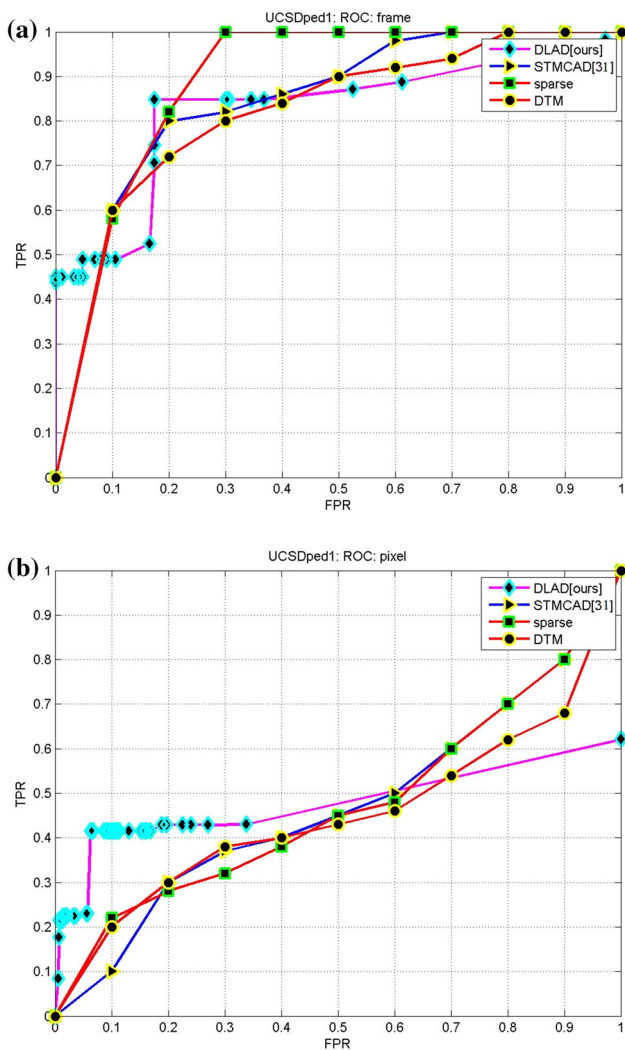 (a)
UCSDped1: ROC: frame
DLAD[ours]
STMCAD[31]
sparse
DTM
TPR
1
0.9
0.8
0.7
0.6
0.5
0.4
0.3
0.2
0.1
0
0 0.1 0.2 0.3 0.4 0.5 0.6 0.7 0.8 0.9 1
FPR
(b)
UCSDped1: ROC: pixel
DLAD[ours]
STMCAD[31]
sparse
DTM
TPR
1
0.9
0.8
0.7
0.6
0.5
0.4
0.3
0.2
0.1
0
0 0.1 0.2 0.3 0.4 0.5 0.6 0.7 0.8 0.9 1
FPR